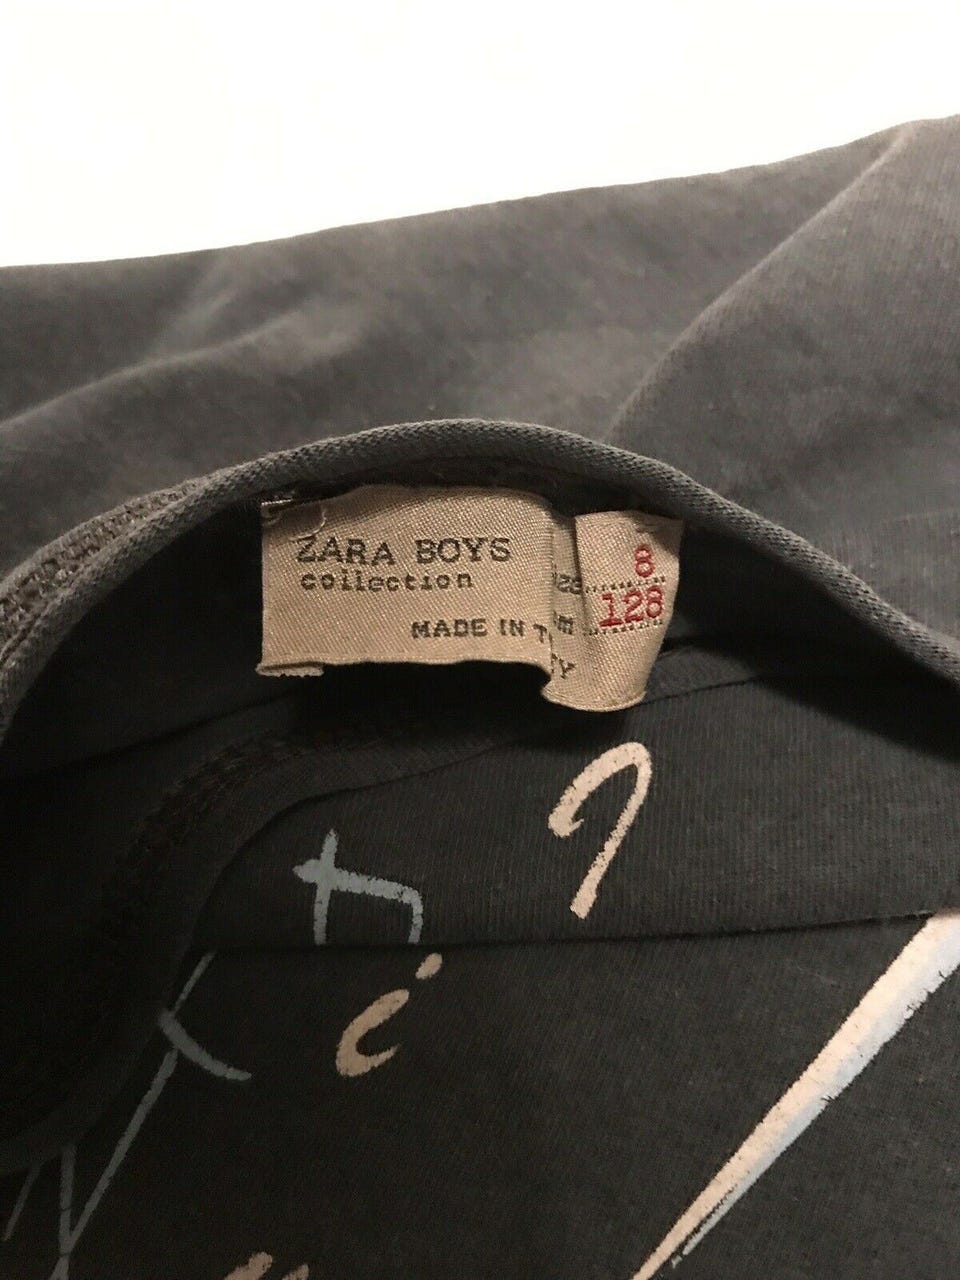 ZARA BOYS
collection
MADE IN
8
128